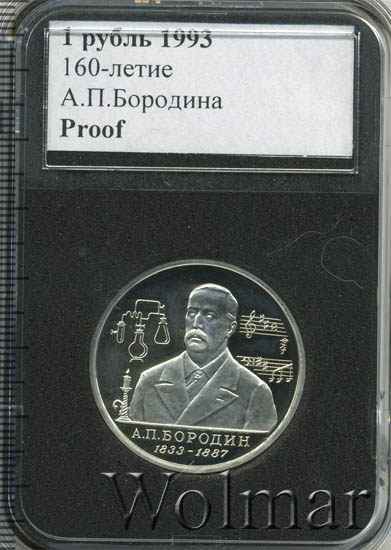 1 рубль 1993
160-летие
А.П.Бородина
Proof
А.П.БОРОДИН
1833-1887
Wolmar